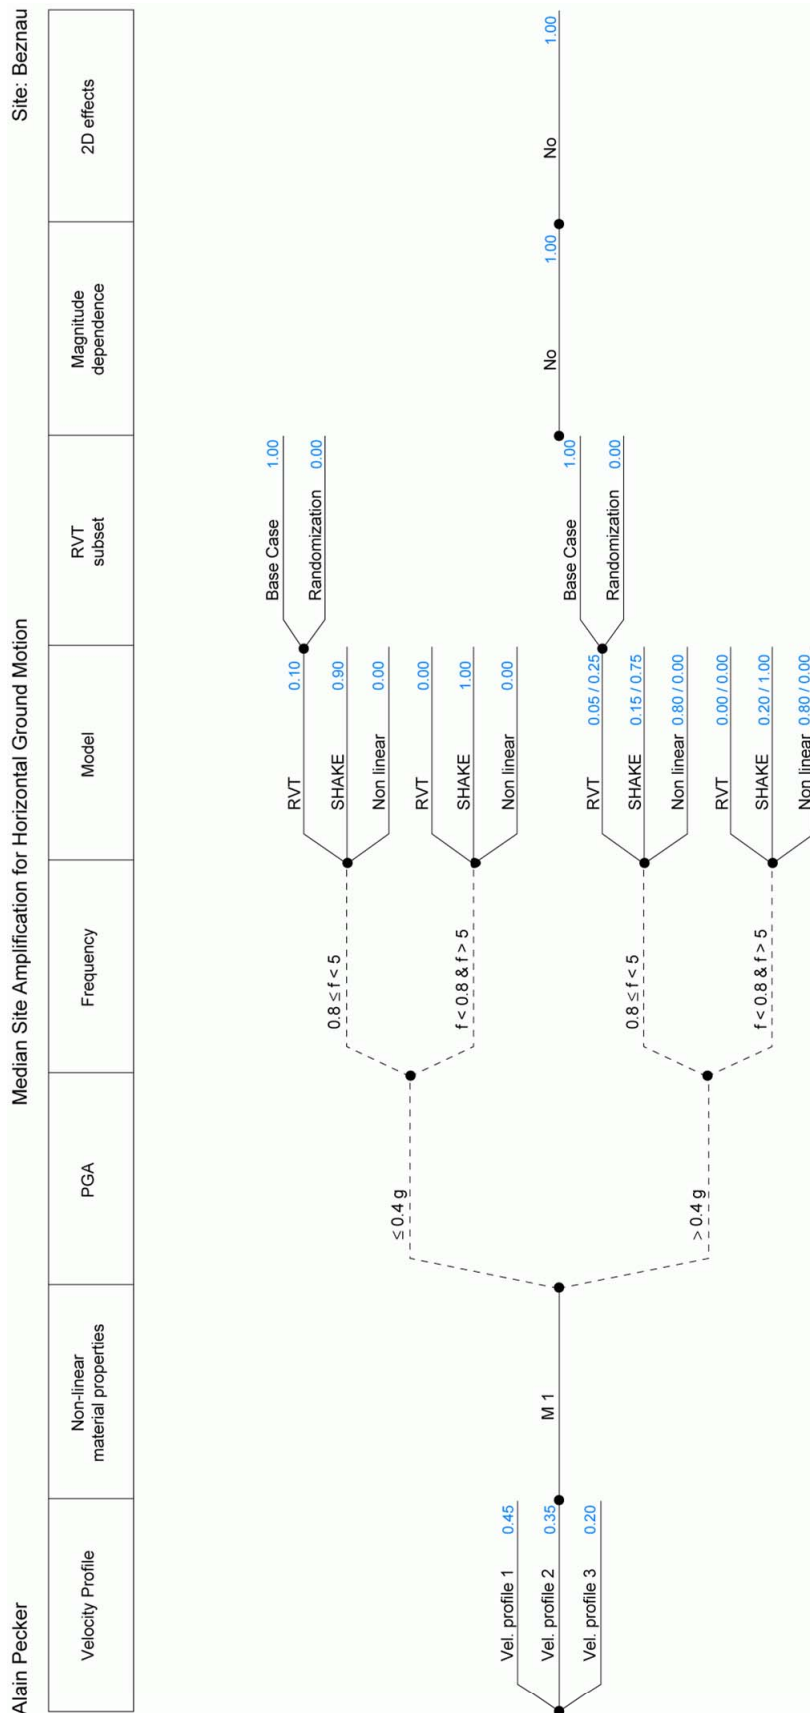 Alain Pecker
Median Site Amplification for Horizontal Ground Motion
Site: Beznau
Velocity Profile
Non-linear
material properties
PGA
Frequency
Model
RVT
subset
Magnitude
dependence
2D effects
Vel. profile 1 0.45
Vel. profile 2 0.35
Vel. profile 3 0.20
M 1
≤ 0.4 g
> 0.4 g
0.8 ≤ f < 5
f < 0.8 & f > 5
0.8 ≤ f < 5
f < 0.8 & f > 5
RVT 0.10
SHAKE 0.90
Non linear 0.00
RVT 0.00
SHAKE 1.00
Non linear 0.00
RVT 0.05 / 0.25
SHAKE 0.15 / 0.75
Non linear 0.80 / 0.00
RVT 0.00 / 0.00
SHAKE 0.20 / 1.00
Non linear 0.80 / 0.00
Base Case 1.00
Randomization 0.00
Base Case 1.00
Randomization 0.00
No 1.00
No 1.00